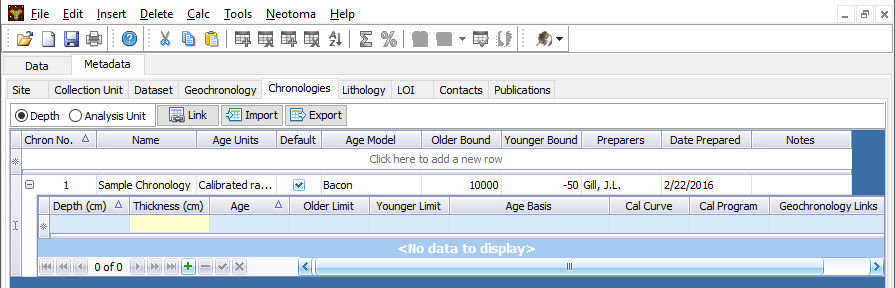 File Edit Insert Delete Calc Tools Neotoma Help
Data Metadata
Site Collection Unit Dataset Geochronology Chronologies Lithology LOI Contacts Publications
Depth Analysis Unit Link Import Export
Chron No. Name Age Units Default Age Model Older Bound Younger Bound Preparers Date Prepared Notes
Click here to add a new row
1 Sample Chronology Calibrated ra... Bacon 10000 -50 Gill, J.L. 2/22/2016
Depth (cm) Thickness (cm) Age Older Limit Younger Limit Age Basis Cal Curve Cal Program Geochronology Links
<No data to display>
0 of 0